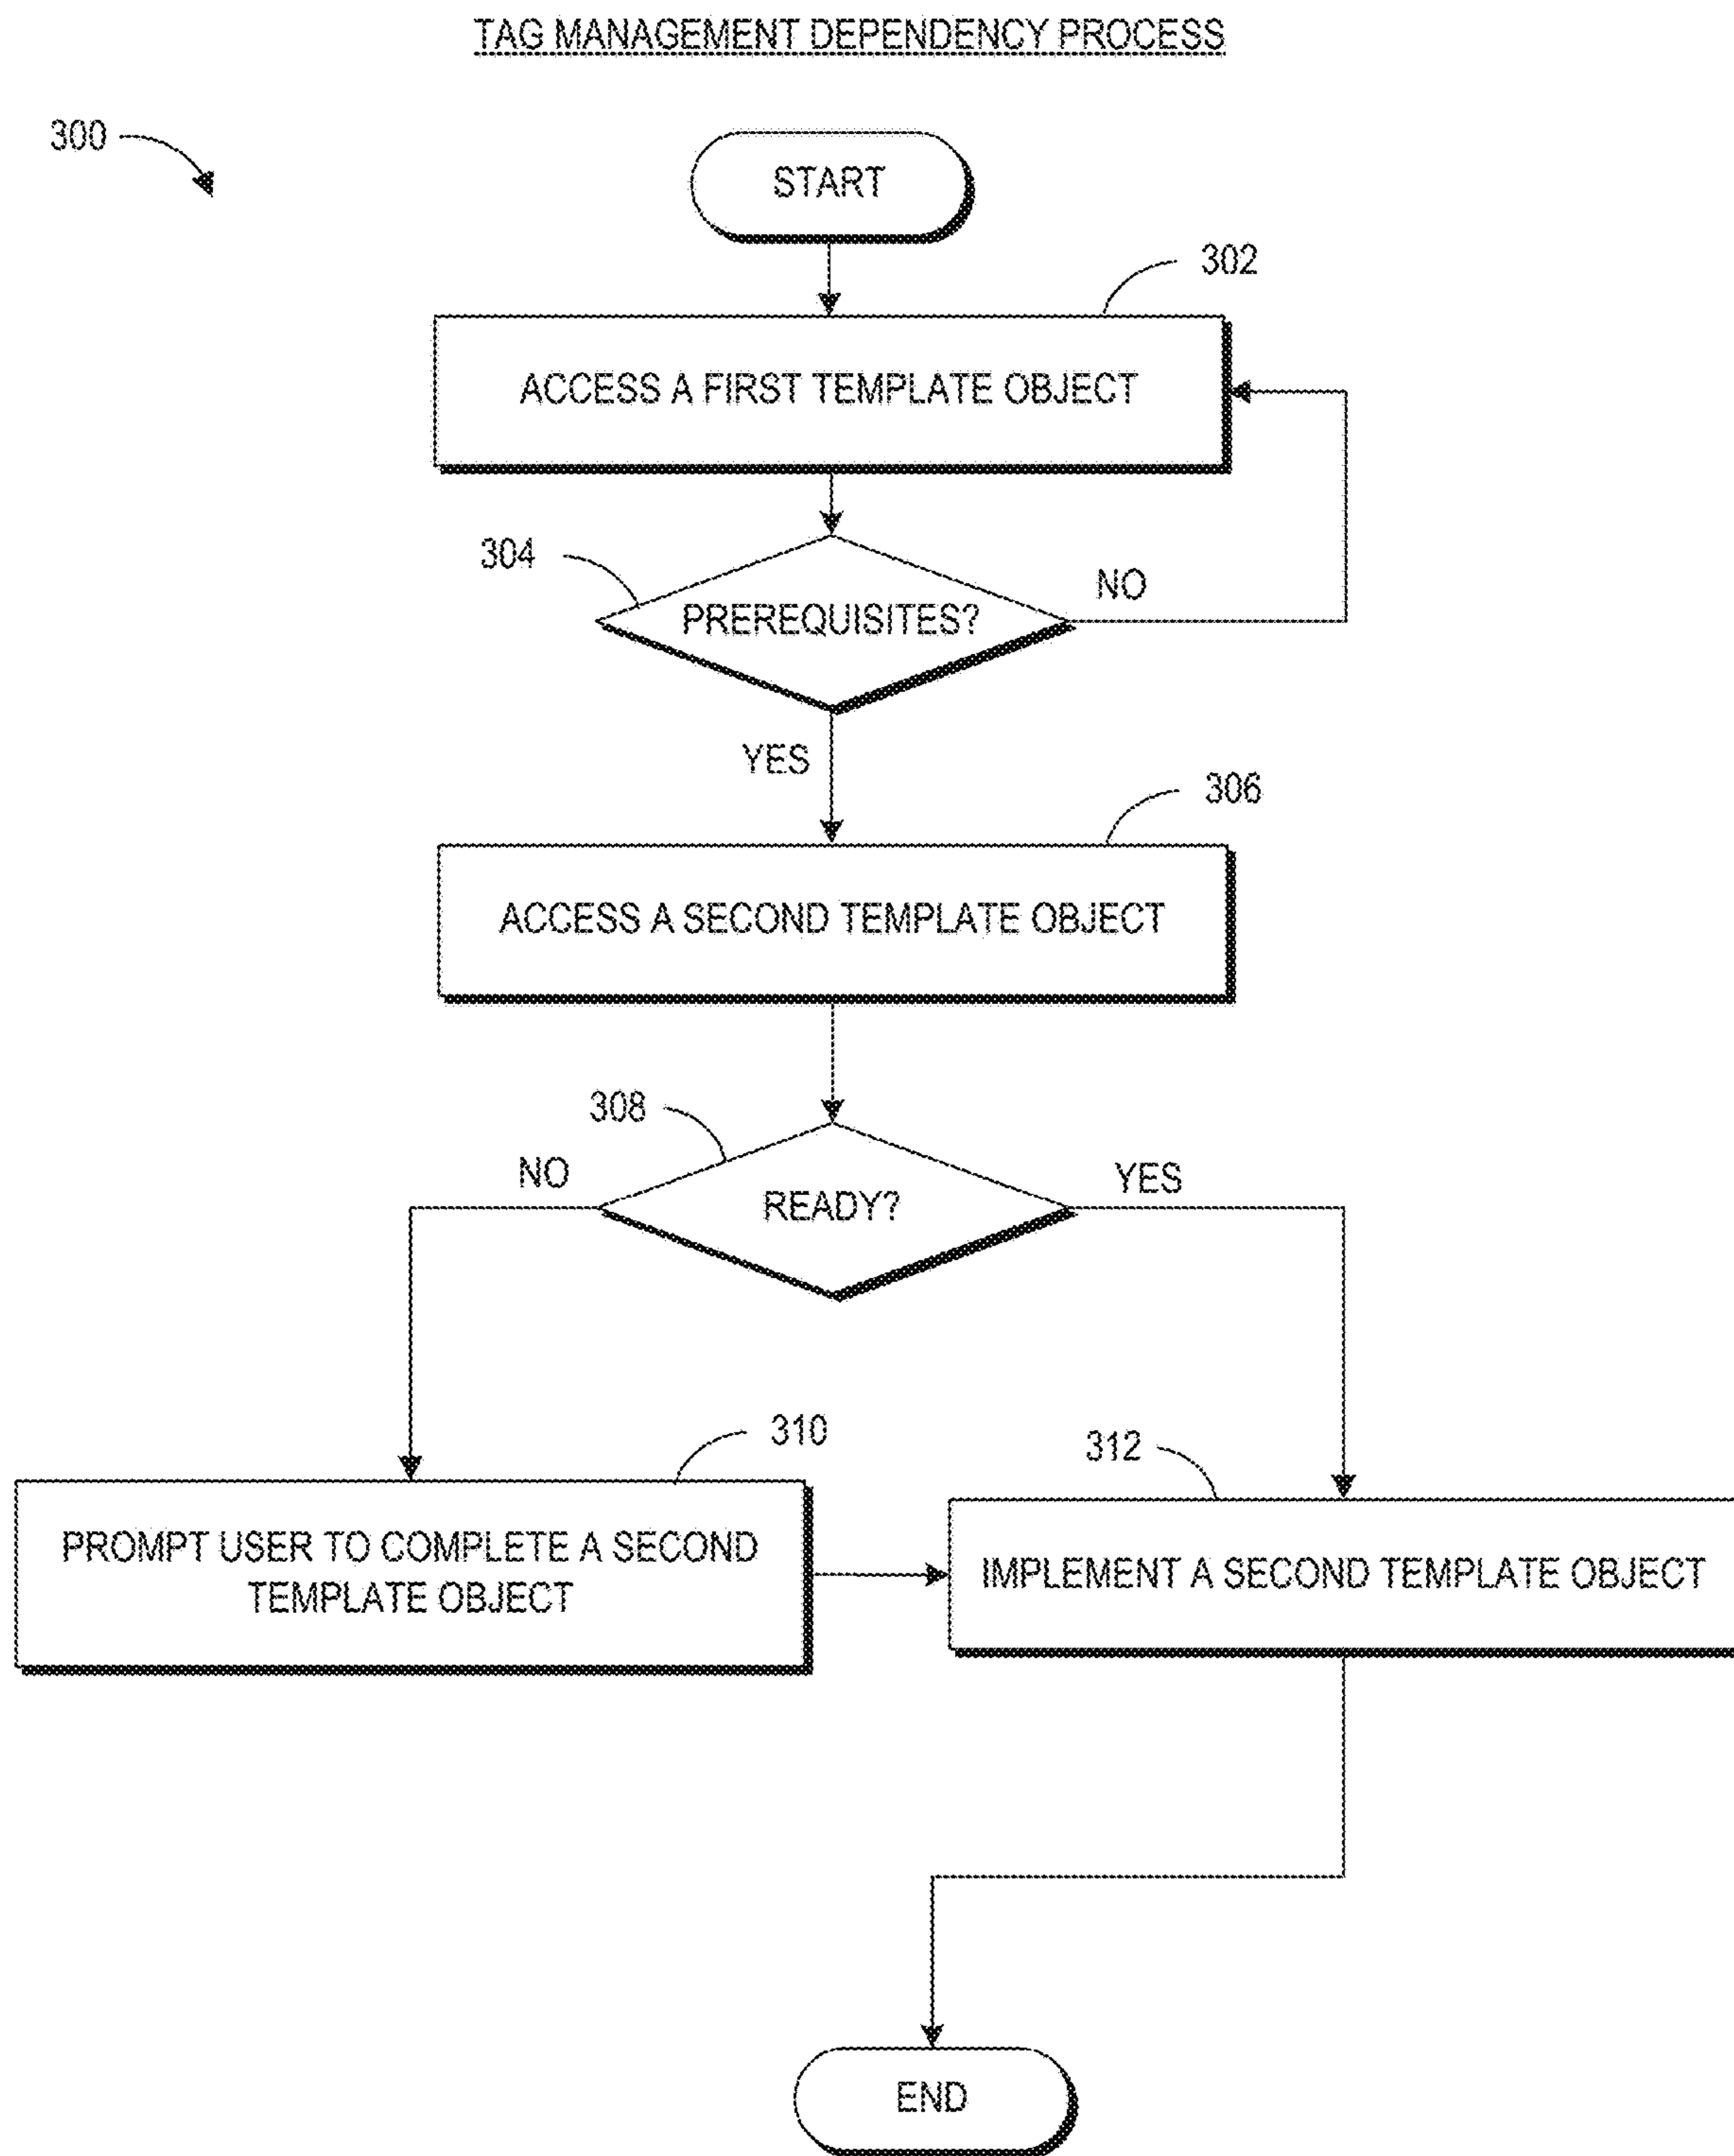 TAG MANAGEMENT DEPENDENCY PROCESS
300
START
302
ACCESS A FIRST TEMPLATE OBJECT
304
PREREQUISITES?
NO
YES
306
ACCESS A SECOND TEMPLATE OBJECT
308
NO
READY?
YES
310
312
PROMPT USER TO COMPLETE A SECOND
TEMPLATE OBJECT
IMPLEMENT A SECOND TEMPLATE OBJECT
END